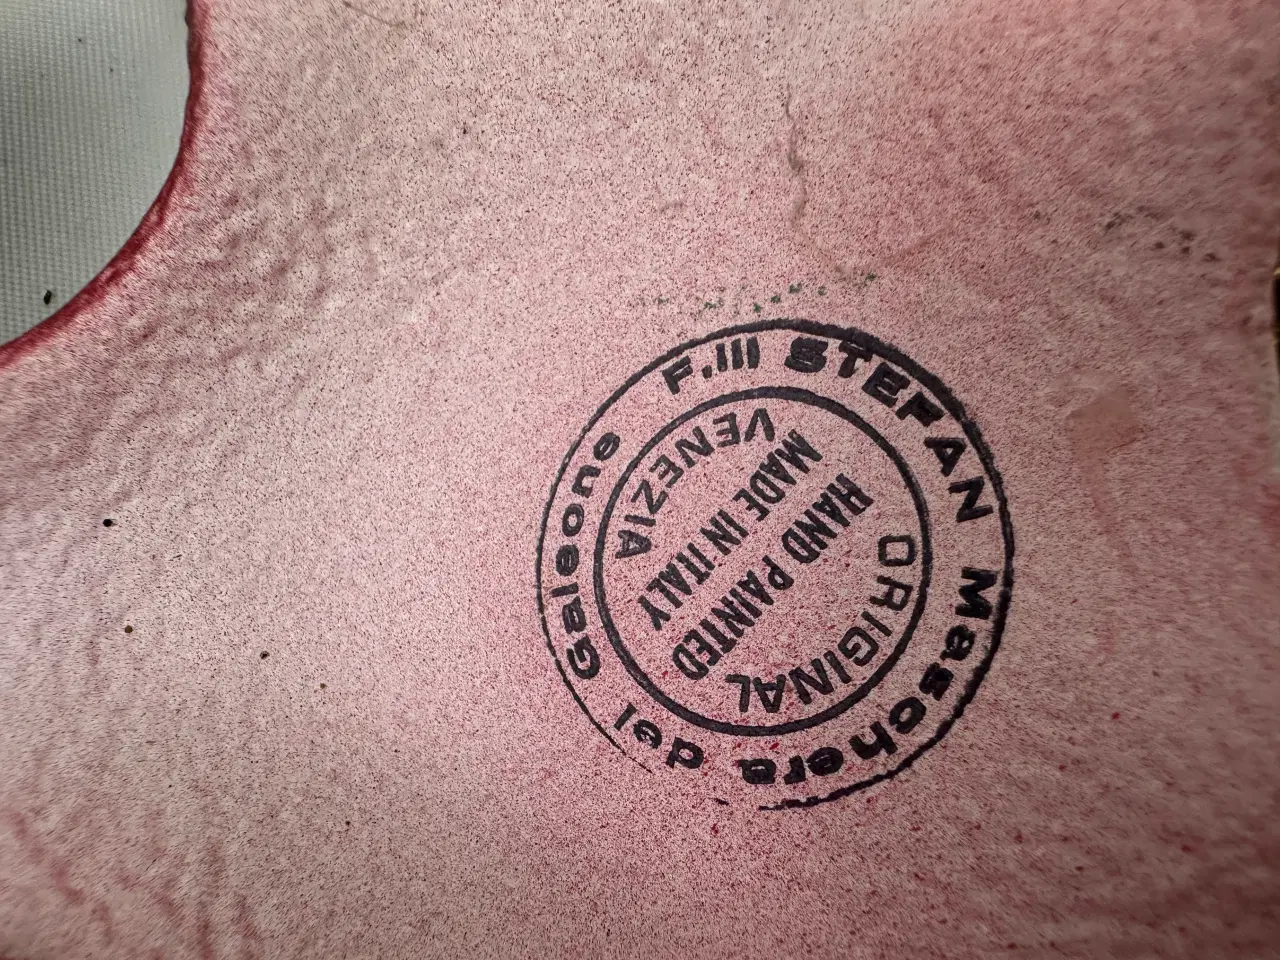 F.lli STEFAN Maschera del Galeone
ORIGINAL
HAND PAINTED
MADE IN ITALY
VENEZIA